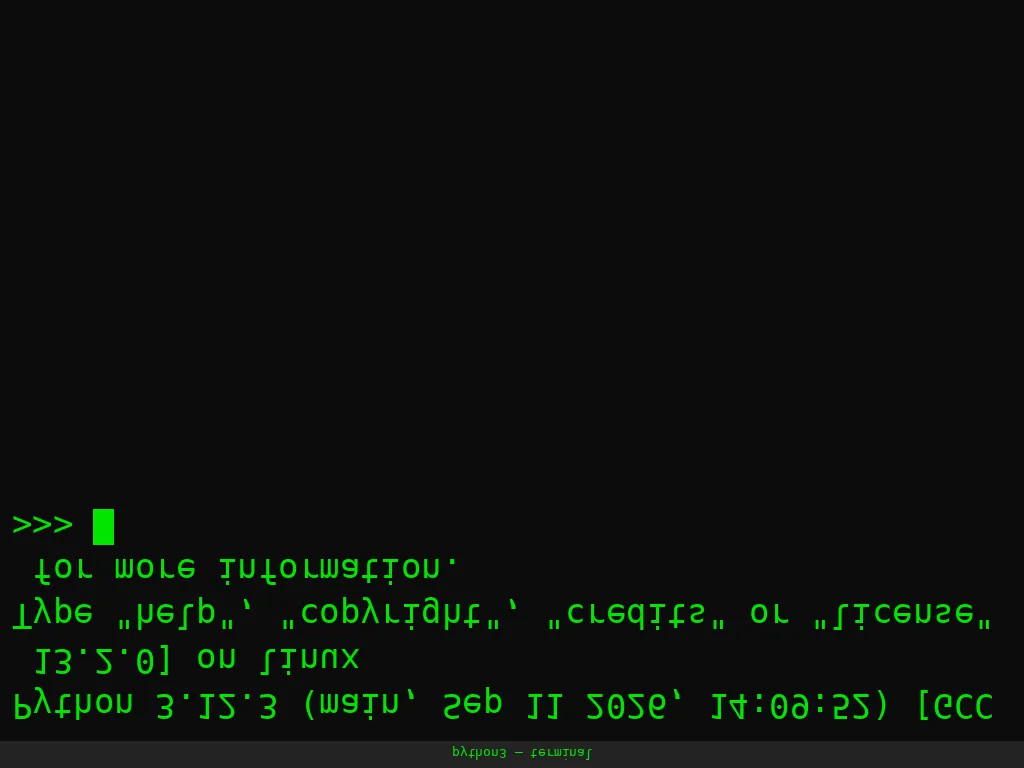 python3 — terminal
Python 3.12.3 (main, Sep 11 2026, 14:09:52) [GCC
 13.2.0] on linux
Type "help", "copyright", "credits" or "license"
 for more information.
>>>